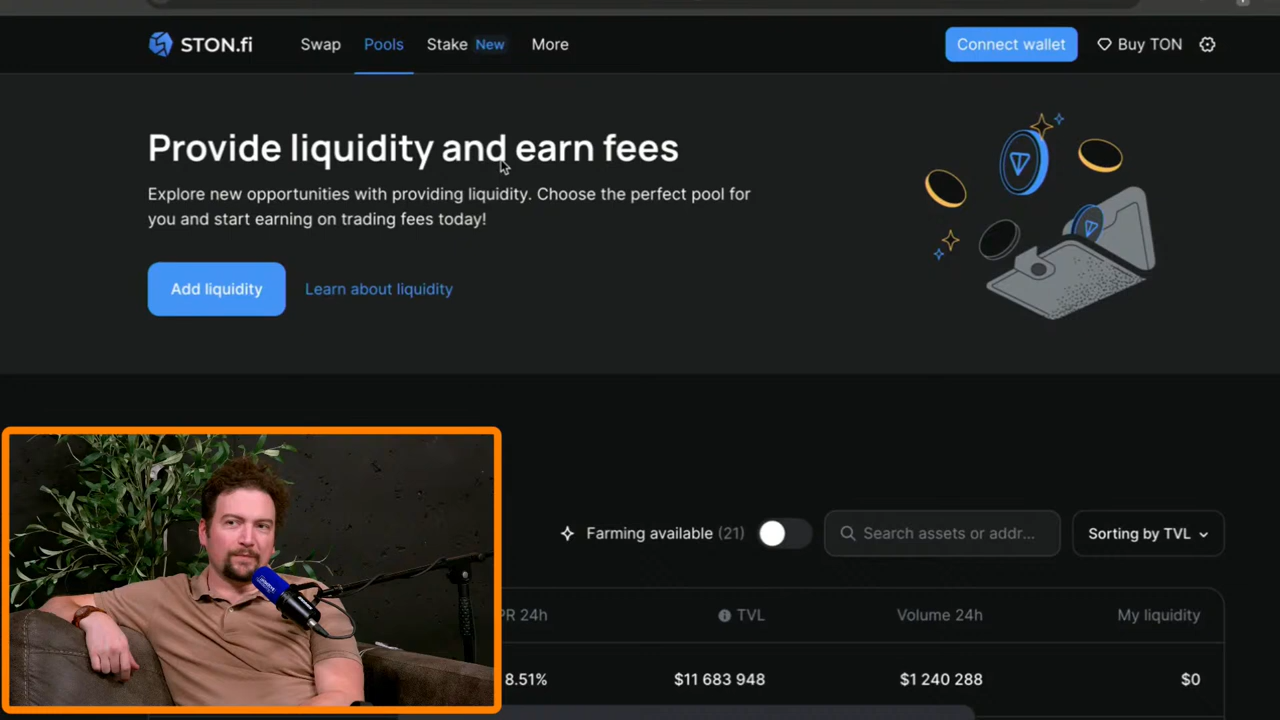 STON.fi
Swap
Pools
Stake New
More
Connect wallet
Buy TON
Provide liquidity and earn fees
Explore new opportunities with providing liquidity. Choose the perfect pool for
you and start earning on trading fees today!
Add liquidity
Learn about liquidity
Farming available (21)
Search assets or addr...
Sorting by TVL
PR 24h
TVL
Volume 24h
My liquidity
8.51%
$11 683 948
$1 240 288
$0